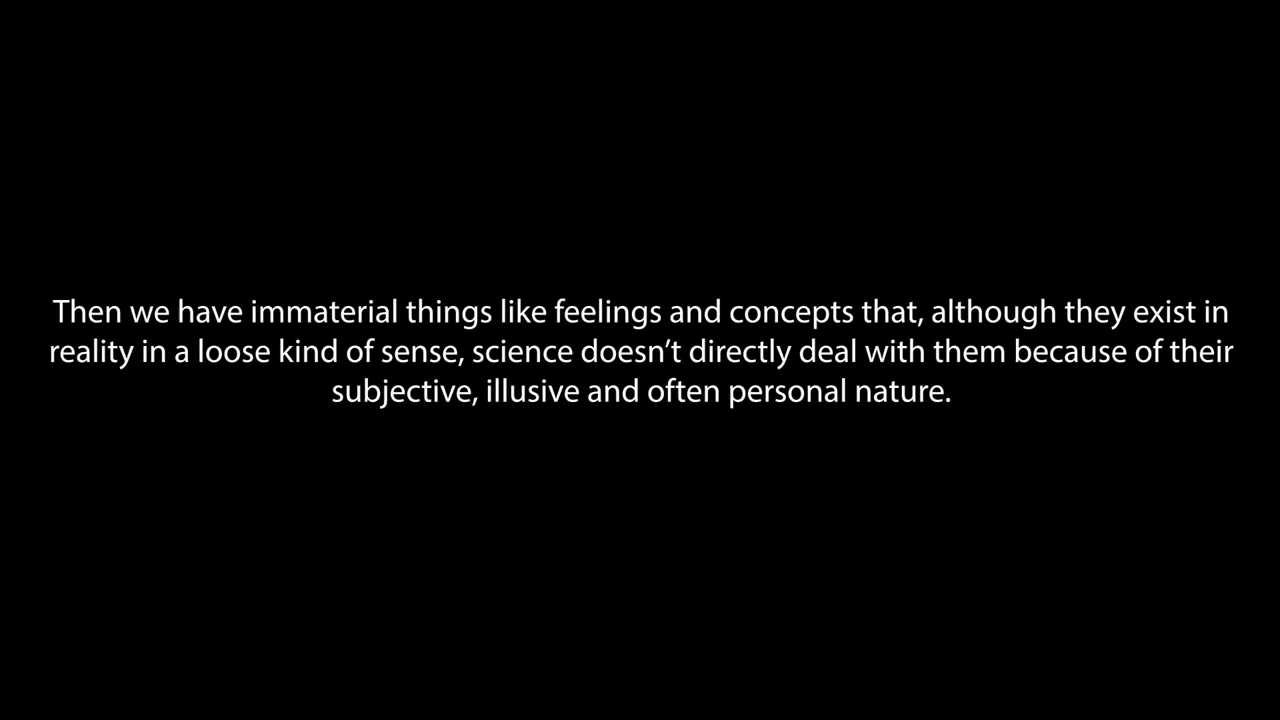 Then we have immaterial things like feelings and concepts that, although they exist in
reality in a loose kind of sense, science doesn’t directly deal with them because of their
subjective, illusive and often personal nature.